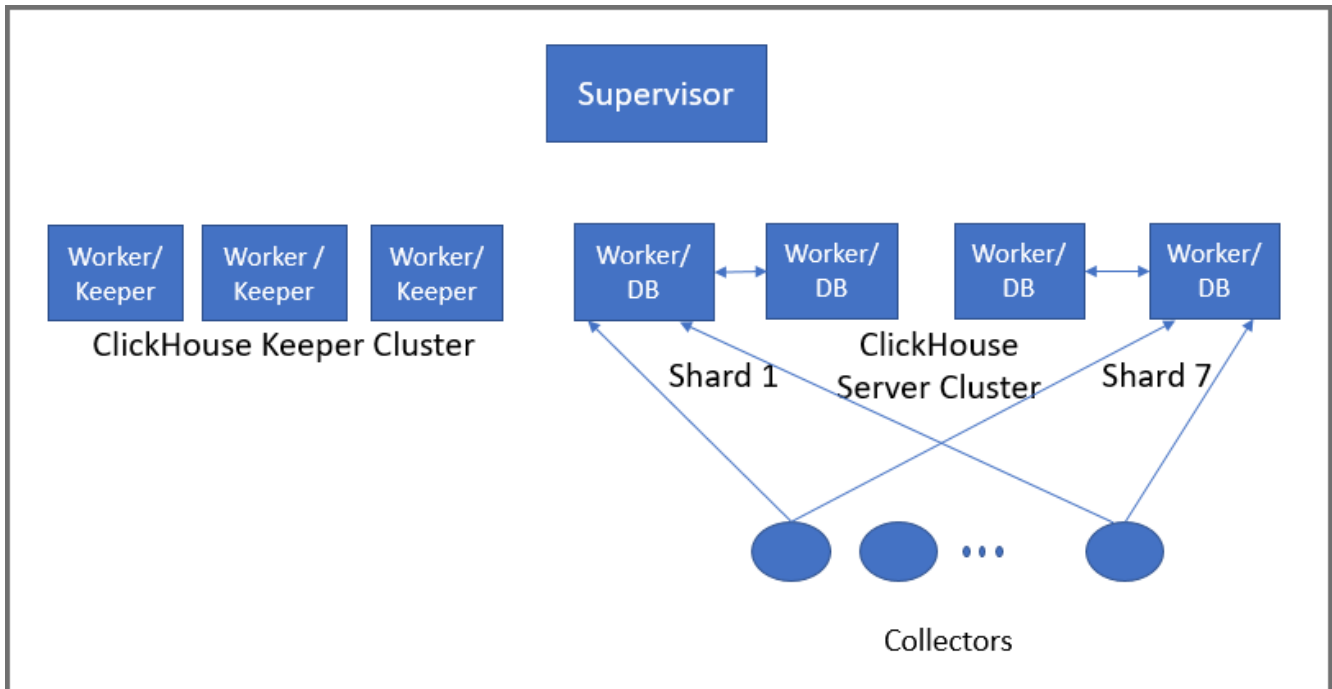 Supervisor
Worker/
Keeper
Worker /
Keeper
Worker/
Keeper
ClickHouse Keeper Cluster
Worker/
DB
Worker/
DB
Worker/
DB
Worker/
DB
Shard 1
ClickHouse
Server Cluster
Shard 7
Collectors